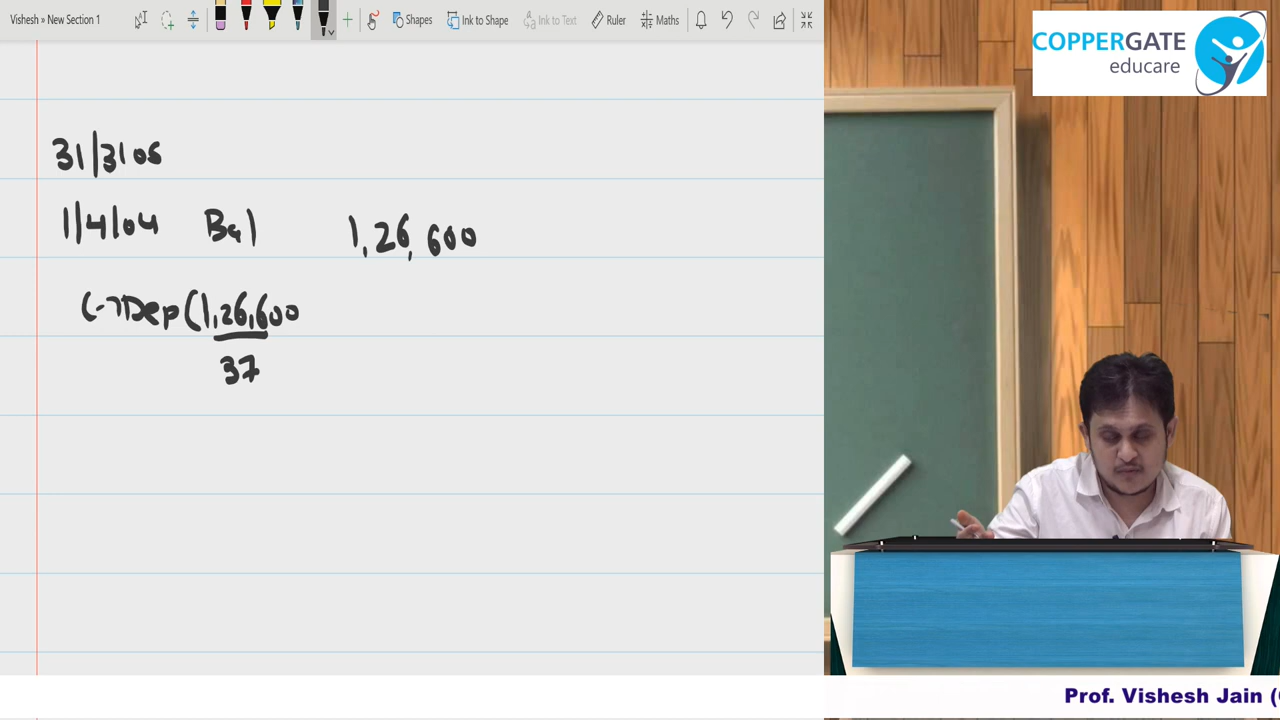 Vishesh » New Section 1
Shapes
Ink to Shape
Ink to Text
Ruler
Maths
COPPERGATE
educare
31/3/05
1/4/04 Bal 1,26,600
(-) Dep (1,26,600
37
Prof. Vishesh Jain (